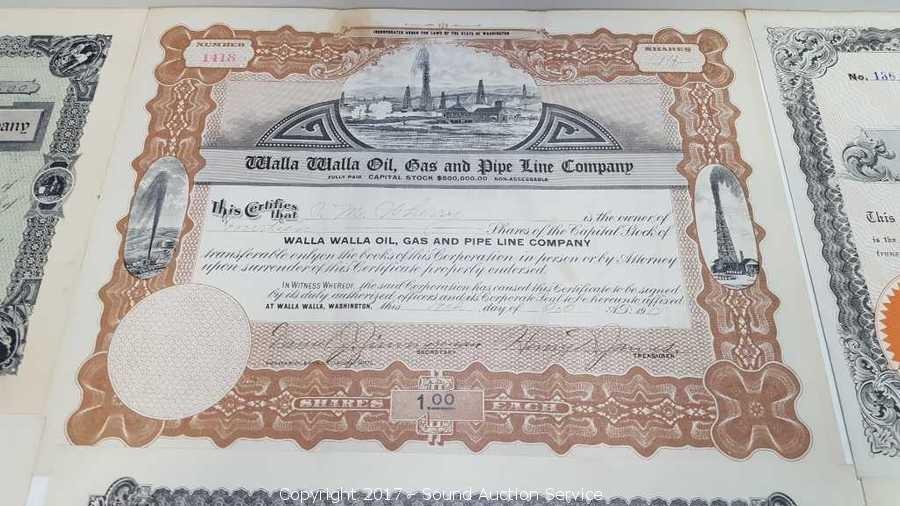 INCORPORATED UNDER THE LAWS OF THE STATE OF WASHINGTON
NUMBER
1418
SHARES
No. 136
pany
Walla Walla Oil, Gas and Pipe Line Company
FULLY PAID CAPITAL STOCK $500,000.00 NON-ASSESSABLE
This Certifies that
is the owner of
Shares of the Capital Stock of
WALLA WALLA OIL, GAS AND PIPE LINE COMPANY
transferable only on the books of this Corporation in person or by Attorney
upon surrender of this Certificate properly endorsed.
IN WITNESS WHEREOF, the said Corporation has caused this Certificate to be signed
by its duly authorized officers and its Corporate Seal to be hereunto affixed
AT WALLA WALLA, WASHINGTON, this day of A.D. 19
SECRETARY
TREASURER
SHARES 1.00 EACH
This
is the
Copyright 2017 - Sound Auction Service